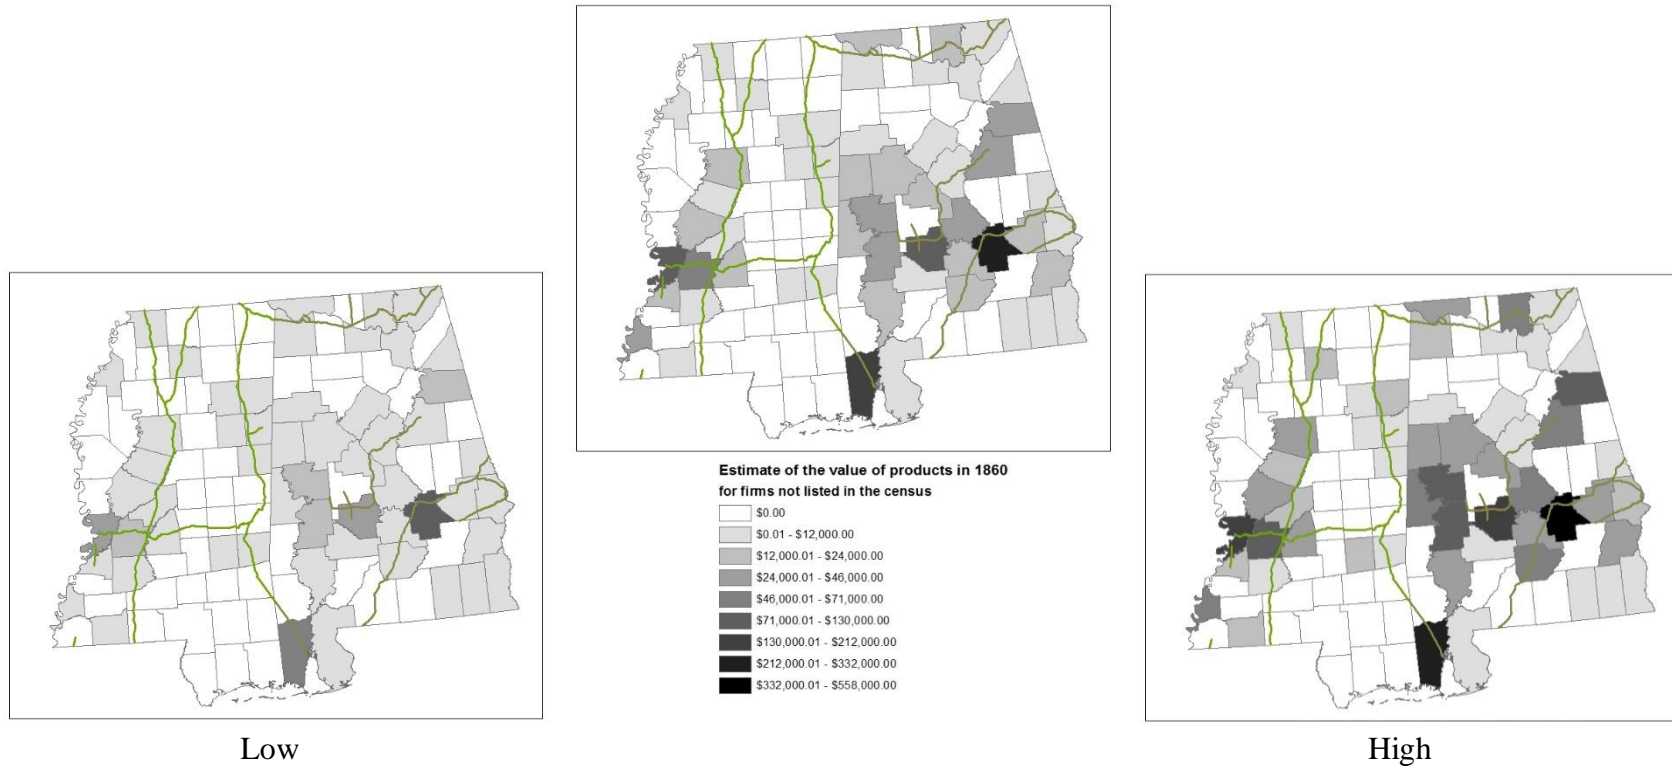 Estimate of the value of products in 1860
for firms not listed in the census
$0.00
$0.01 - $12,000.00
$12,000.01 - $24,000.00
$24,000.01 - $46,000.00
$46,000.01 - $71,000.00
$71,000.01 - $130,000.00
$130,000.01 - $212,000.00
$212,000.01 - $332,000.00
$332,000.01 - $558,000.00
Low
High